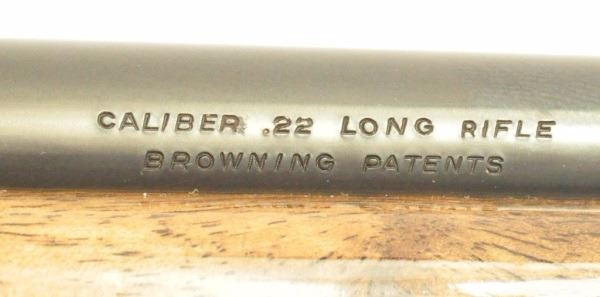 CALIBER .22 LONG RIFLE
BROWNING PATENTS